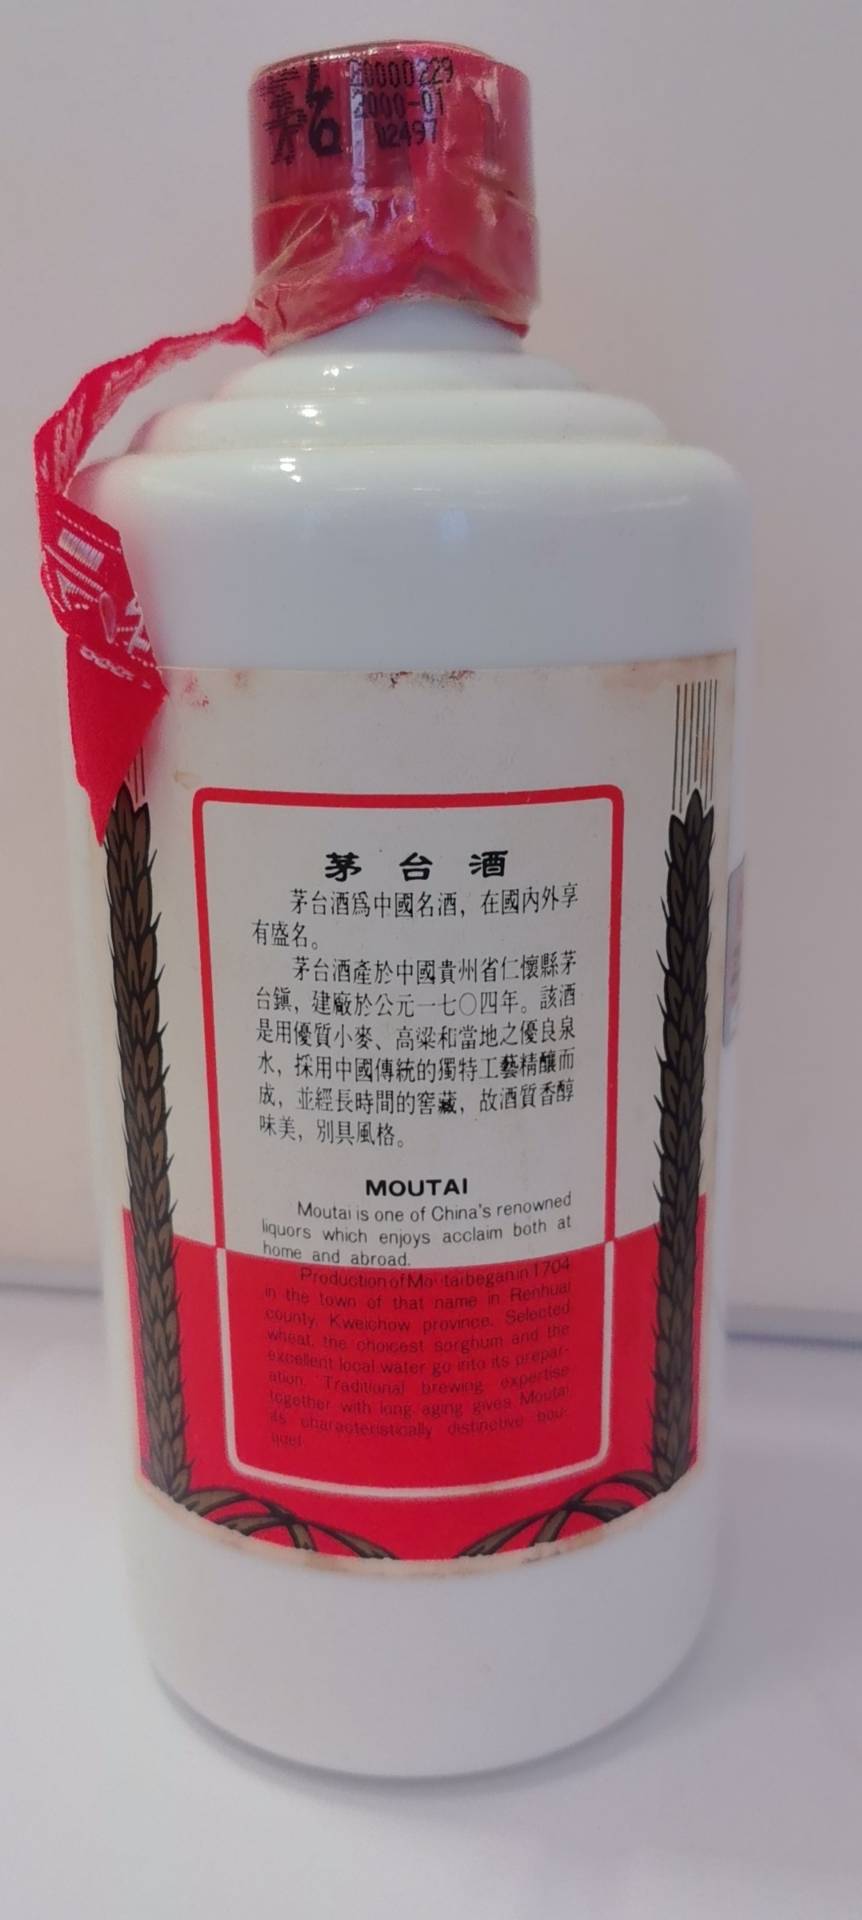 20000229
2000-01
02497
茅台酒
茅台酒爲中國名酒，在國內外享
有盛名。
茅台酒產於中國貴州省仁懷縣茅
台鎭，建廠於公元一七〇四年。該酒
是用優質小麥、高粱和當地之優良泉
水，採用中國傳統的獨特工藝精釀而
成，並經長時間的窖藏，故酒質香醇
味美，別具風格。
MOUTAI
Moutai is one of China's renowned
liquors which enjoys acclaim both at
home and abroad.
Production of Moutai began in 1704
in the town of that name in Renhuai
county, Kweichow province. Selected
wheat, the choicest sorghum and the
excellent local water go into its prepar-
ation. Traditional brewing expertise
together with long aging gives Moutai
its characteristically distinctive bou-
quet.